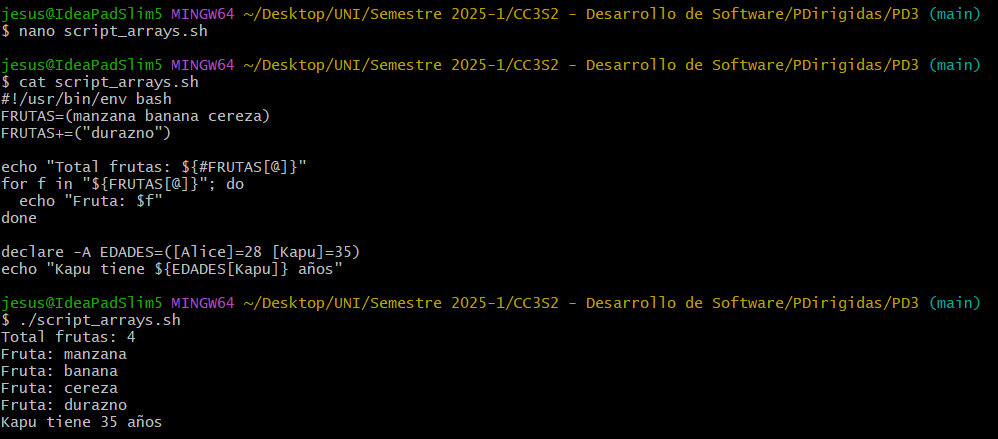 jesus@IdeaPadSlim5 MINGW64 ~/Desktop/UNI/Semestre 2025-1/CC3S2 - Desarrollo de Software/PDirigidas/PD3 (main)
$ nano script_arrays.sh
jesus@IdeaPadSlim5 MINGW64 ~/Desktop/UNI/Semestre 2025-1/CC3S2 - Desarrollo de Software/PDirigidas/PD3 (main)
$ cat script_arrays.sh
#!/usr/bin/env bash
FRUTAS=(manzana banana cereza)
FRUTAS+=("durazno")
echo "Total frutas: ${#FRUTAS[@]}"
for f in "${FRUTAS[@]}"; do
  echo "Fruta: $f"
done
declare -A EDADES=([Alice]=28 [Kapu]=35)
echo "Kapu tiene ${EDADES[Kapu]} años"
jesus@IdeaPadSlim5 MINGW64 ~/Desktop/UNI/Semestre 2025-1/CC3S2 - Desarrollo de Software/PDirigidas/PD3 (main)
$ ./script_arrays.sh
Total frutas: 4
Fruta: manzana
Fruta: banana
Fruta: cereza
Fruta: durazno
Kapu tiene 35 años